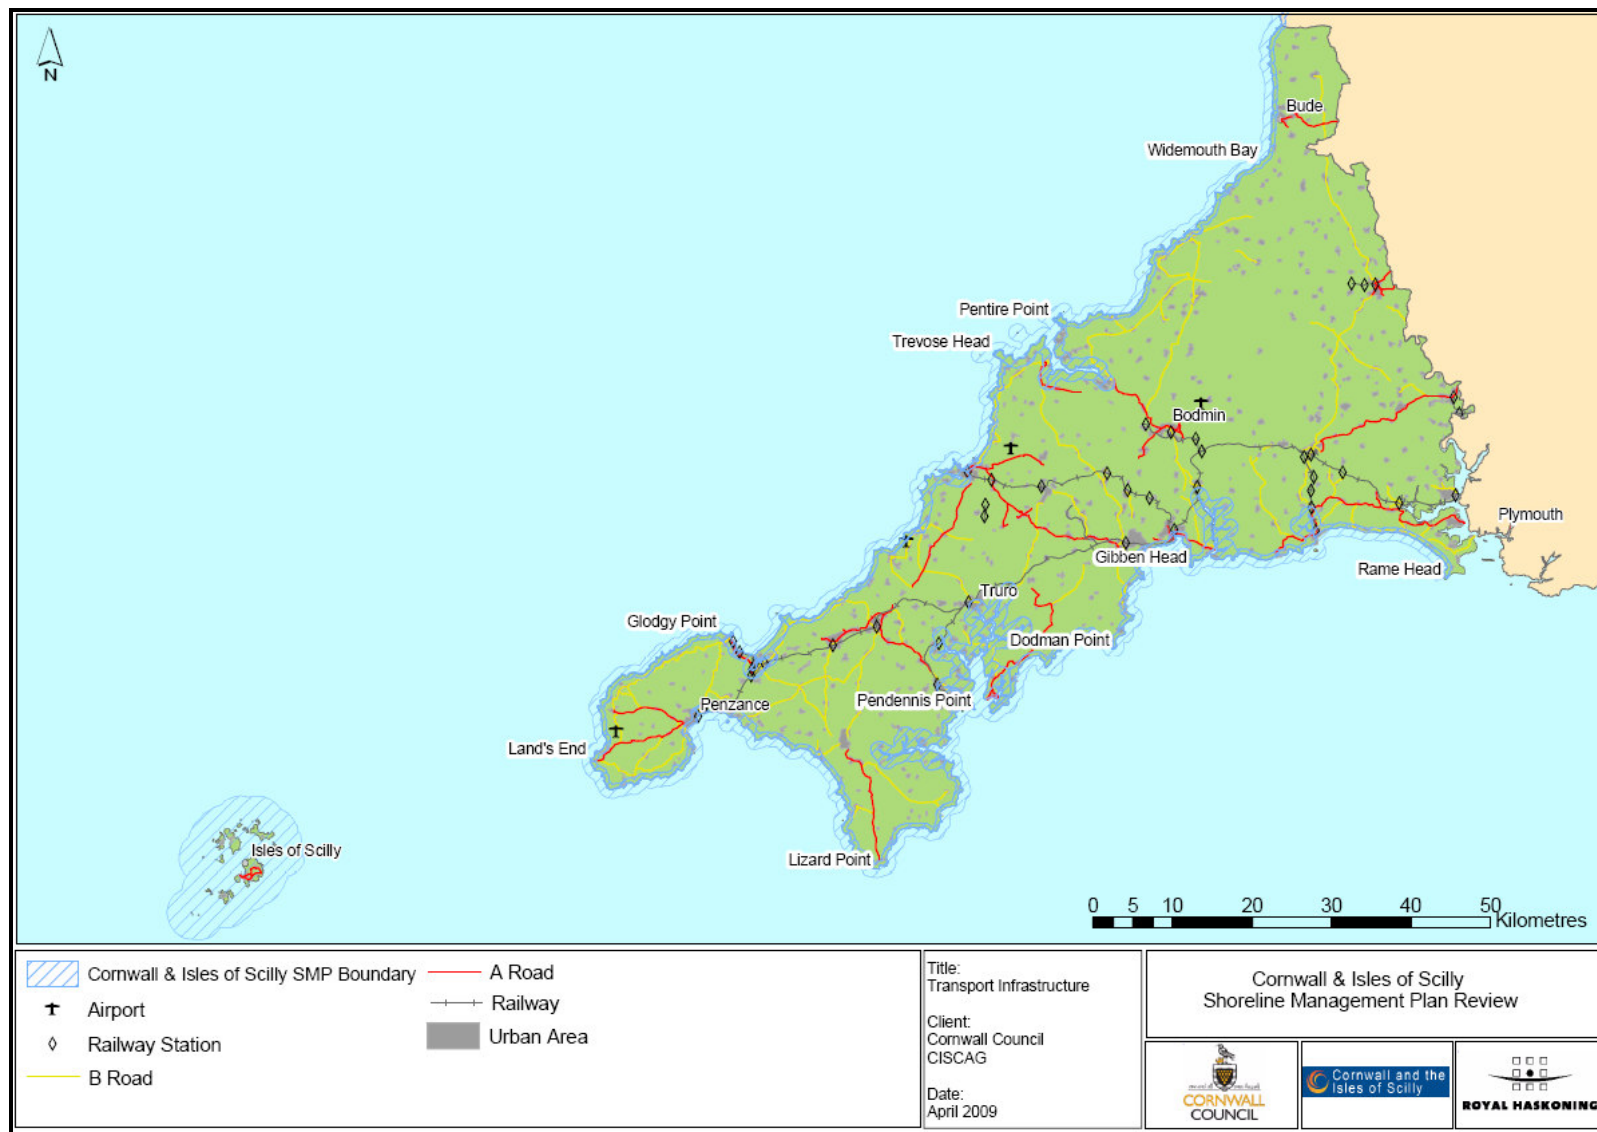 N
Bude
Widemouth Bay
Pentire Point
Trevose Head
Bodmin
Plymouth
Gibben Head
Rame Head
Truro
Glodgy Point
Dodman Point
Pendennis Point
Penzance
Land's End
Isles of Scilly
Lizard Point
0 5 10 20 30 40 50
Kilometres
Cornwall & Isles of Scilly SMP Boundary
Airport
Railway Station
B Road
A Road
Railway
Urban Area
Title:
Transport Infrastructure
Client:
Cornwall Council
CISCAG
Date:
April 2009
Cornwall & Isles of Scilly
Shoreline Management Plan Review
CORNWALL
COUNCIL
Cornwall and the
Isles of Scilly
ROYAL HASKONING